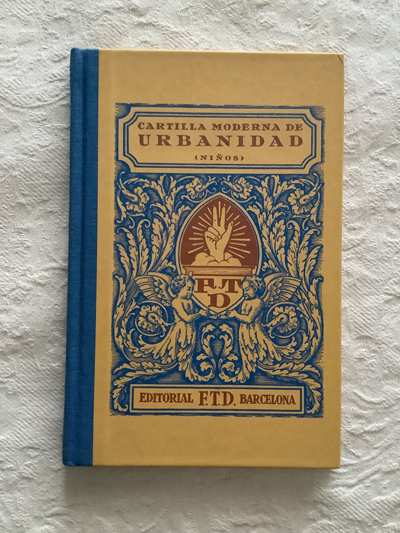 CARTILLA MODERNA DE
URBANIDAD
(NIÑOS)
F.T.
D
EDITORIAL F.T.D. BARCELONA